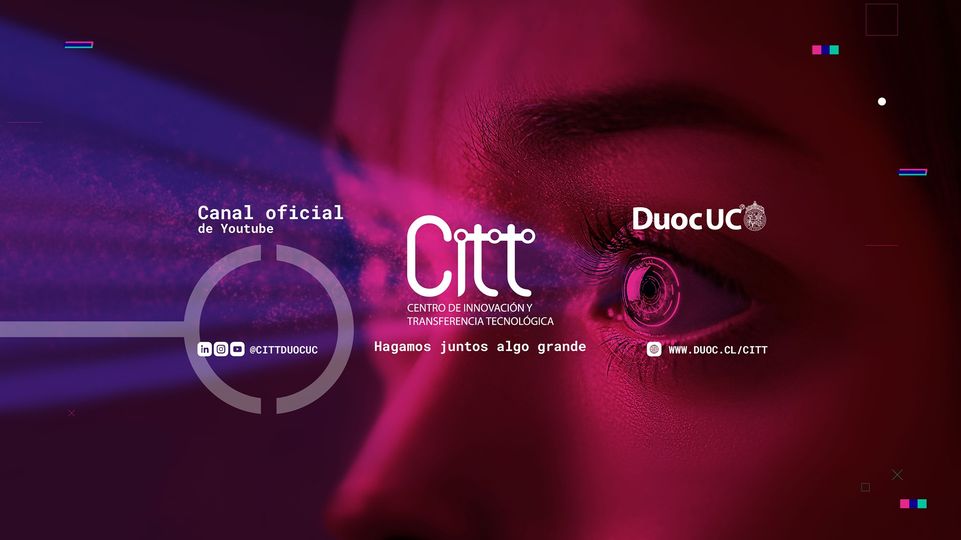 Canal oficial
de Youtube
Citt
CENTRO DE INNOVACIÓN Y
TRANSFERENCIA TECNOLÓGICA
Hagamos juntos algo grande
DuocUC®
@CITTDUOCUC
WWW.DUOC.CL/CITT